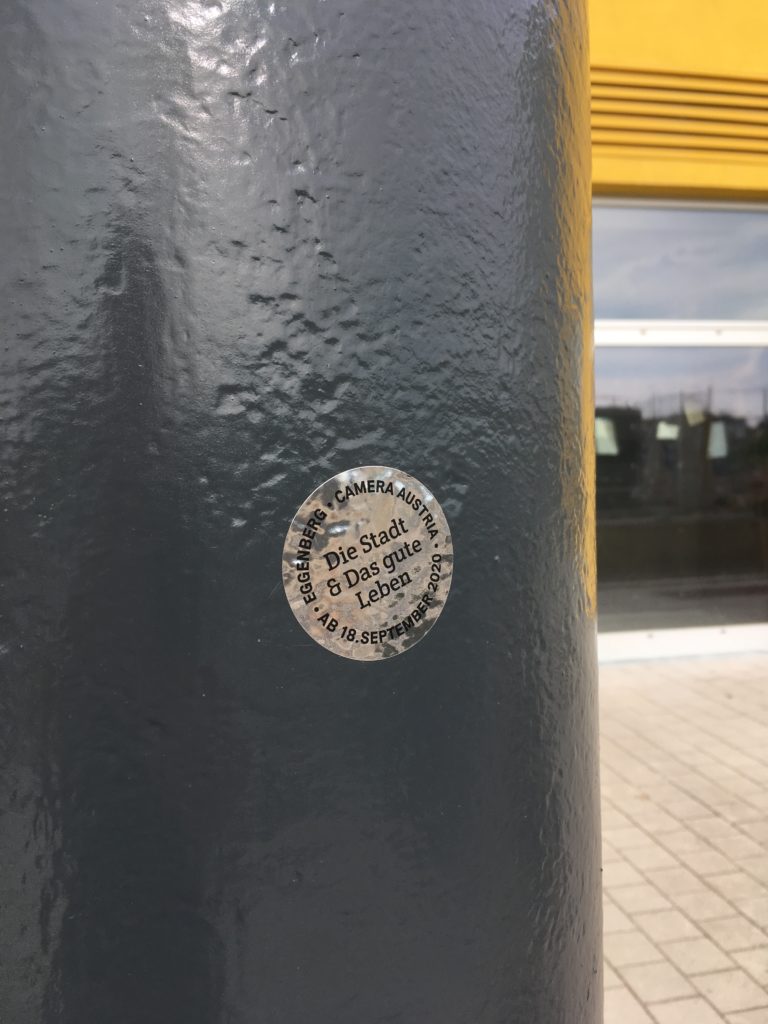 EGGENBERG • CAMERA AUSTRIA •
Die Stadt
& Das gute
Leben
AB 18. SEPTEMBER 2020 •